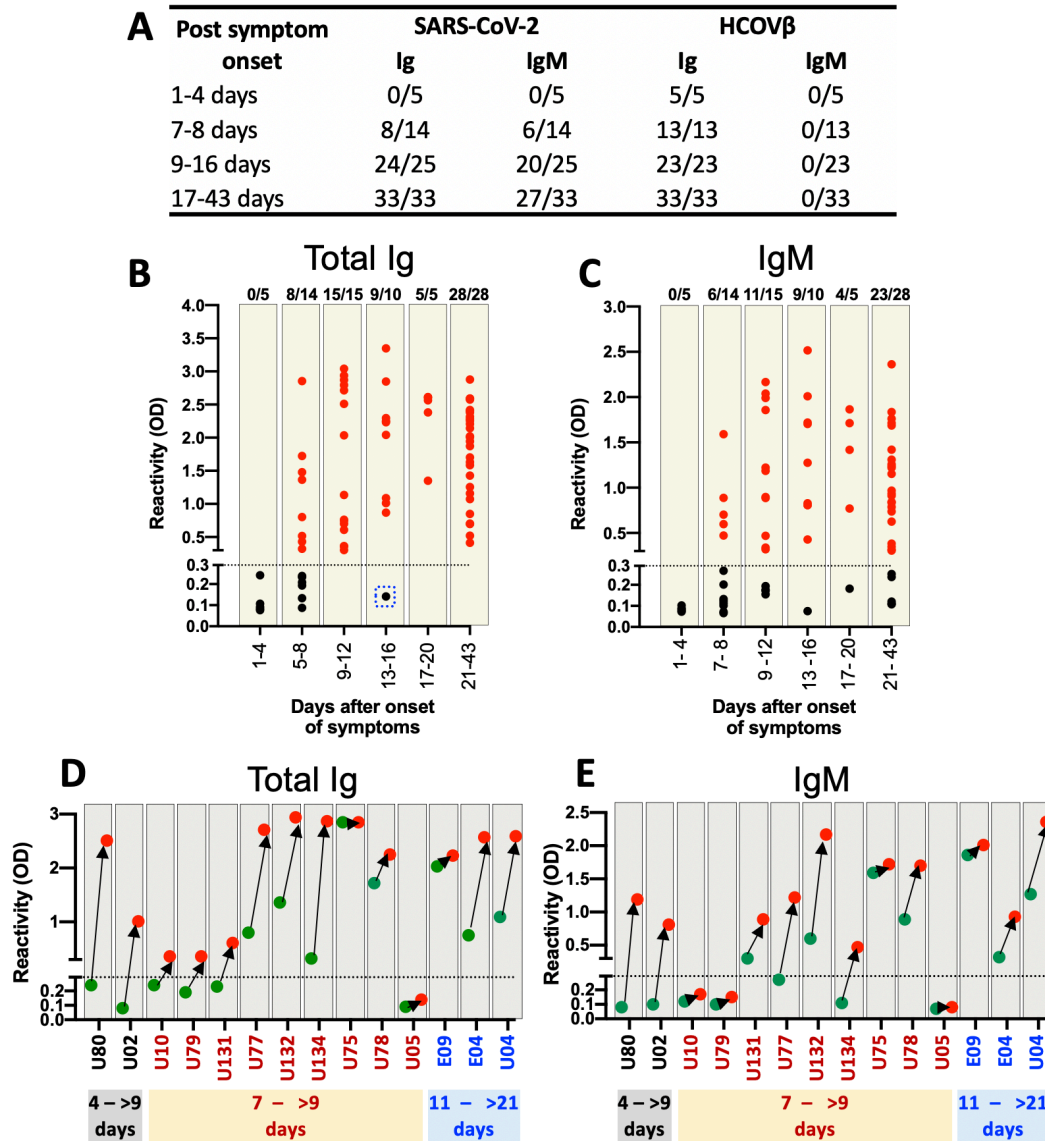 A
Post symptom onset SARS-CoV-2 HCOVβ
Ig IgM Ig IgM
1-4 days 0/5 0/5 5/5 0/5
7-8 days 8/14 6/14 13/13 0/13
9-16 days 24/25 20/25 23/23 0/23
17-43 days 33/33 27/33 33/33 0/33
B
Total Ig
0/5 8/14 15/15 9/10 5/5 28/28
Reactivity (OD)
4.0
3.5
3.0
2.5
2.0
1.5
1.0
0.5
0.3
0.2
0.1
0.0
1-4 5-8 9-12 13-16 17-20 21-43
Days after onset
of symptoms
C
IgM
0/5 6/14 11/15 9/10 4/5 23/28
Reactivity (OD)
3.0
2.5
2.0
1.5
1.0
0.5
0.3
0.2
0.1
0.0
1- 4 7- 8 9 -12 13 -16 17- 20 21- 43
Days after onset
of symptoms
D
Total Ig
Reactivity (OD)
3
2
1
0.2
0.1
0.0
U80 U02 U10 U79 U131 U77 U132 U134 U75 U78 U05 E09 E04 U04
4 – >9 7 – >9 11 – >21
days days days
E
IgM
Reactivity (OD)
2.5
2.0
1.5
1.0
0.5
0.2
0.1
0.0
U80 U02 U10 U79 U131 U77 U132 U134 U75 U78 U05 E09 E04 U04
4 – >9 7 – >9 11 – >21
days days days